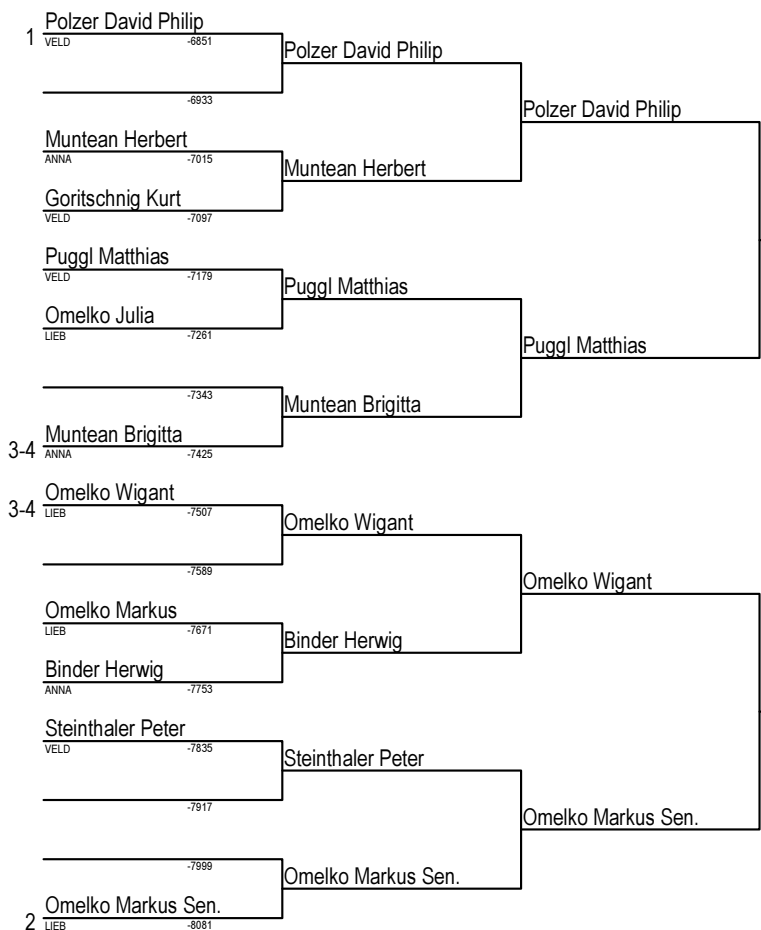 Polzer David Philip
1
VELD -6851
-6933
Muntean Herbert
ANNA -7015
Goritschnig Kurt
VELD -7097
Puggl Matthias
VELD -7179
Omelko Julia
LIEB -7261
-7343
Muntean Brigitta
3-4
ANNA -7425
Omelko Wigant
3-4
LIEB -7507
-7589
Omelko Markus
LIEB -7671
Binder Herwig
ANNA -7753
Steinthaler Peter
VELD -7835
-7917
-7999
Omelko Markus Sen.
2
LIEB -8081
Polzer David Philip
Muntean Herbert
Puggl Matthias
Muntean Brigitta
Omelko Wigant
Binder Herwig
Steinthaler Peter
Omelko Markus Sen.
Polzer David Philip
Puggl Matthias
Omelko Wigant
Omelko Markus Sen.